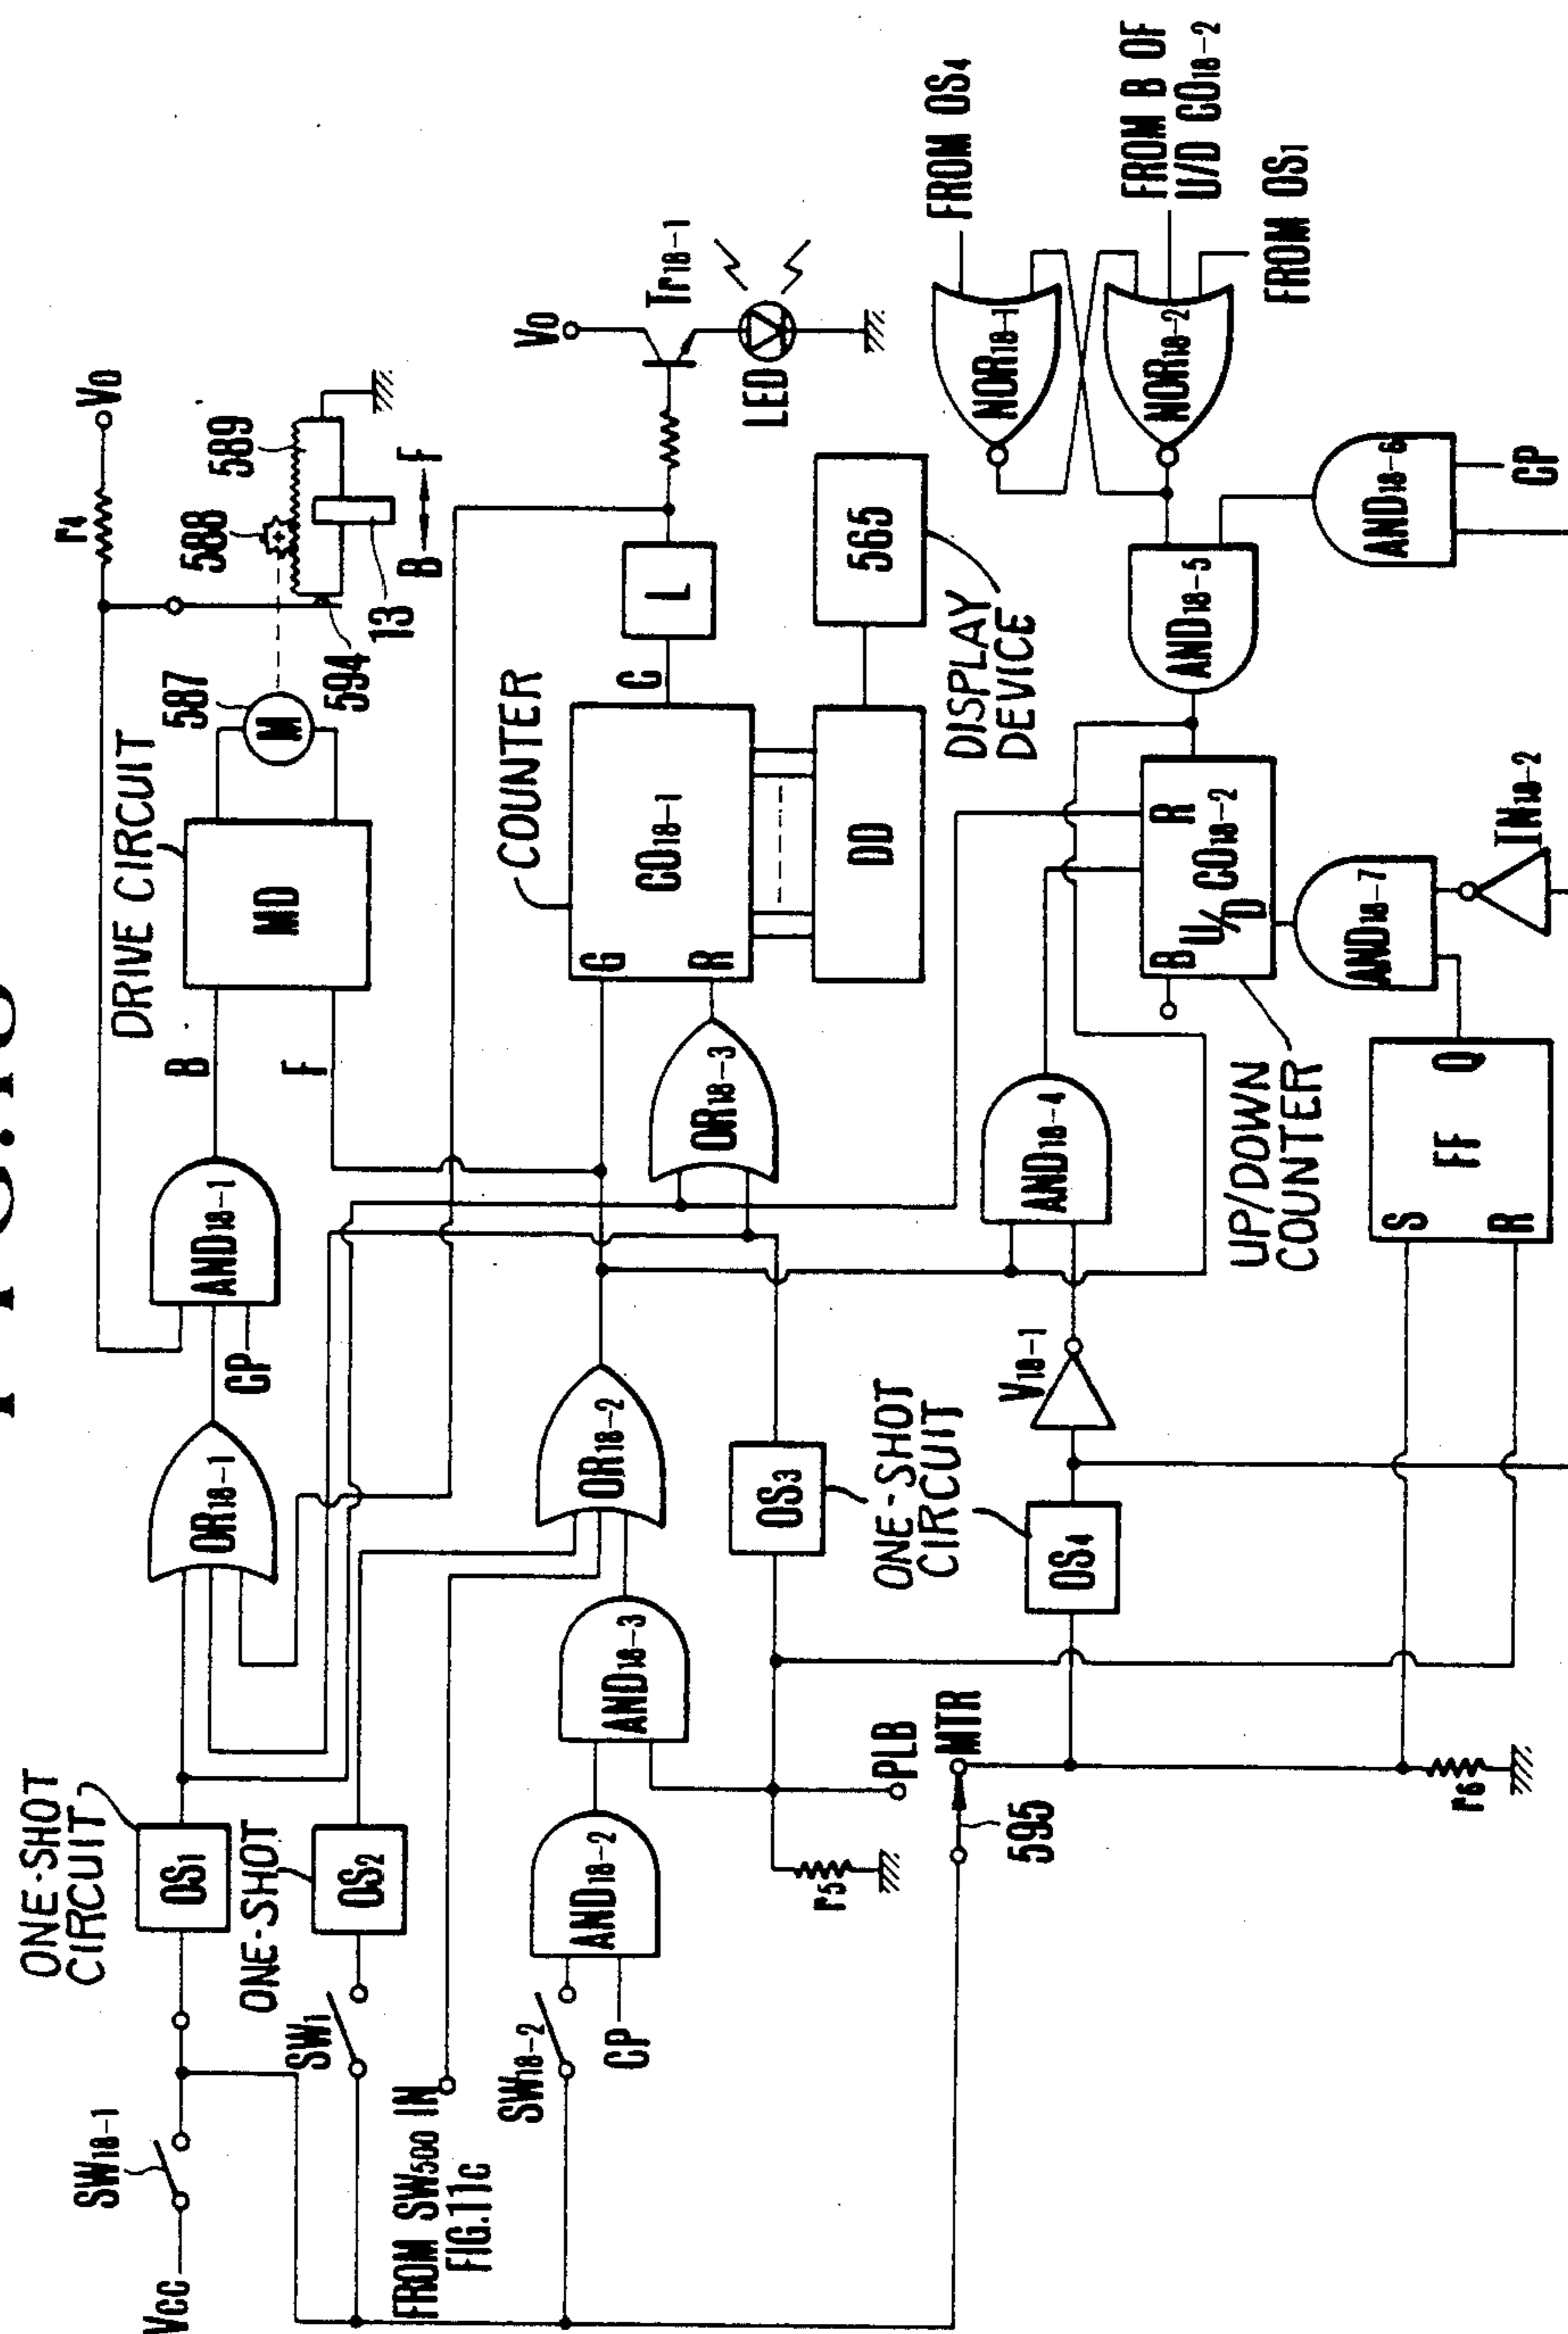 VCC
SW18-1
ONE-SHOT
CIRCUIT
OS1
OR18-1
CP
AND18-1
B
F
DRIVE CIRCUIT
MD
587
M
594
588
589
13
B
F
r4
V0
SW1
ONE-SHOT
OS2
FROM SW500 IN
FIG.11C
SW18-2
CP
AND18-2
AND18-3
OR18-2
r5
PLB
OS3
ONE-SHOT
CIRCUIT
OR18-3
COUNTER
G
R
CO18-1
C
L
DD
565
DISPLAY
DEVICE
V0
Tr18-1
LED
595
MTR
OS4
V18-1
AND18-4
UP/DOWN
COUNTER
B
U/D
R
CO18-2
AND18-5
NOR18-1
NOR18-2
FROM OS4
FROM B OF
U/D CO18-2
FROM OS1
AND18-6
CP
r6
S
R
FF
Q
AND18-7
IN18-2